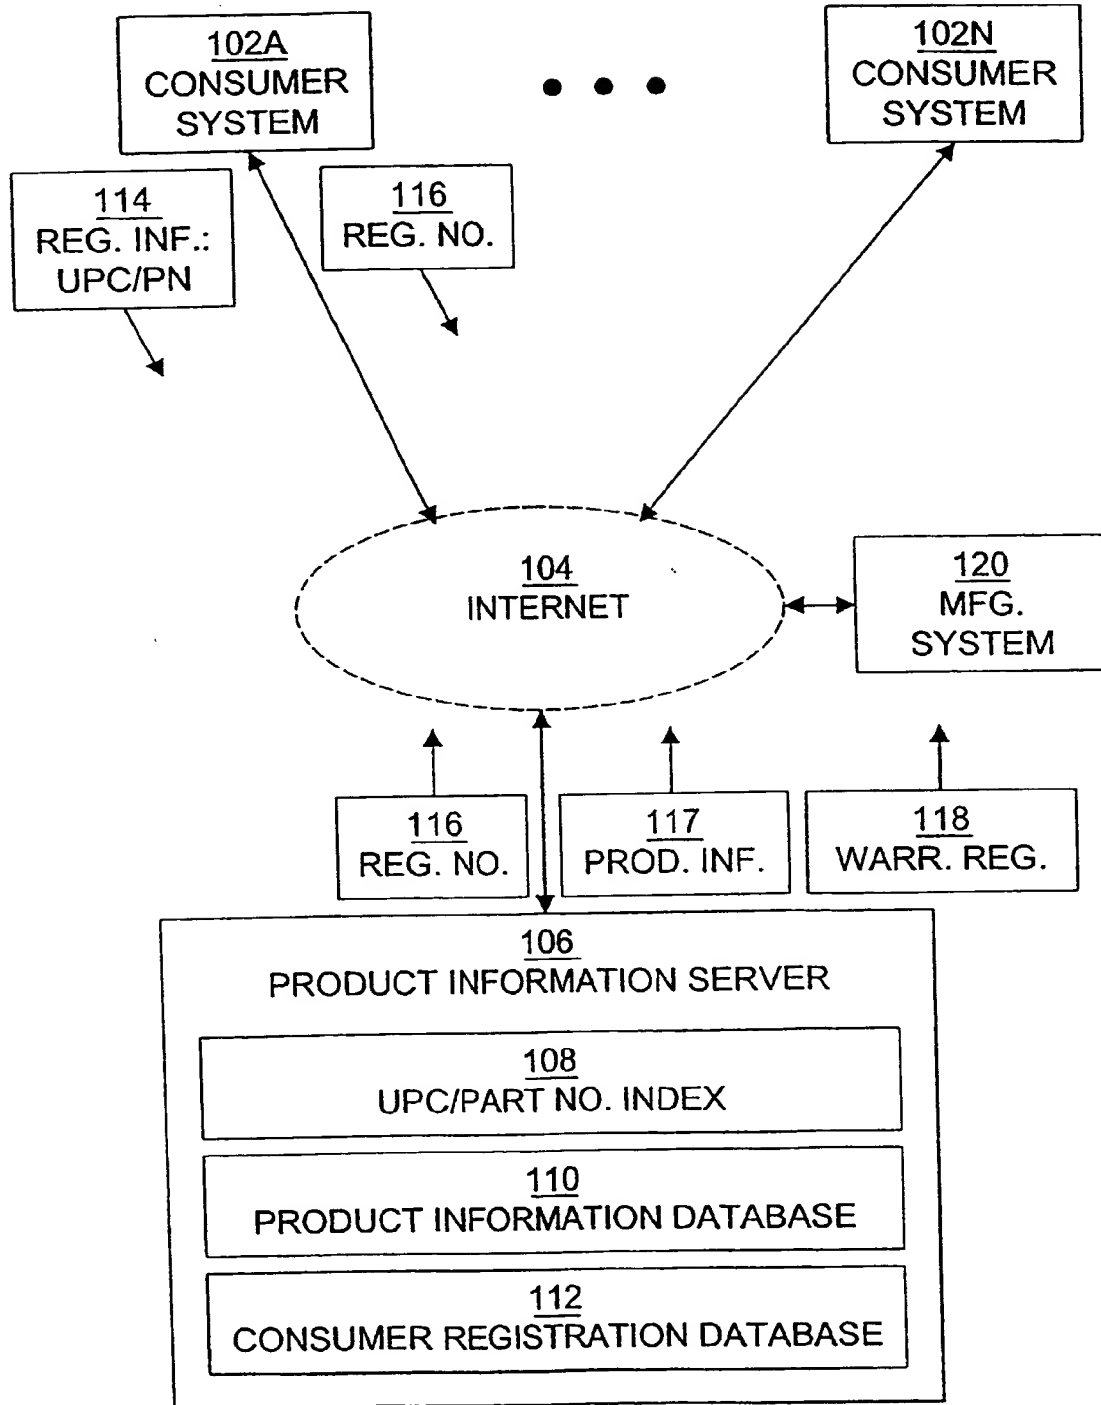 102A
CONSUMER
SYSTEM
102N
CONSUMER
SYSTEM
114
REG. INF.:
UPC/PN
116
REG. NO.
104
INTERNET
120
MFG.
SYSTEM
116
REG. NO.
117
PROD. INF.
118
WARR. REG.
106
PRODUCT INFORMATION SERVER
108
UPC/PART NO. INDEX
110
PRODUCT INFORMATION DATABASE
112
CONSUMER REGISTRATION DATABASE